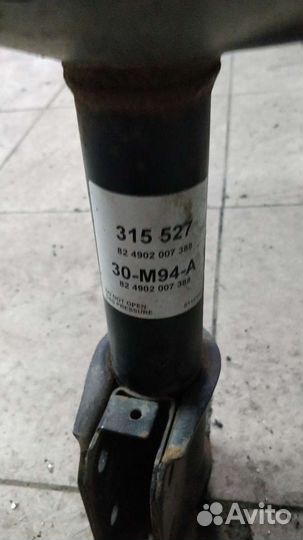 315 527
82 4902 007 388
30-M94-A
82 4902 007 388
DO NOT OPEN
GAS PRESSURE
Avito